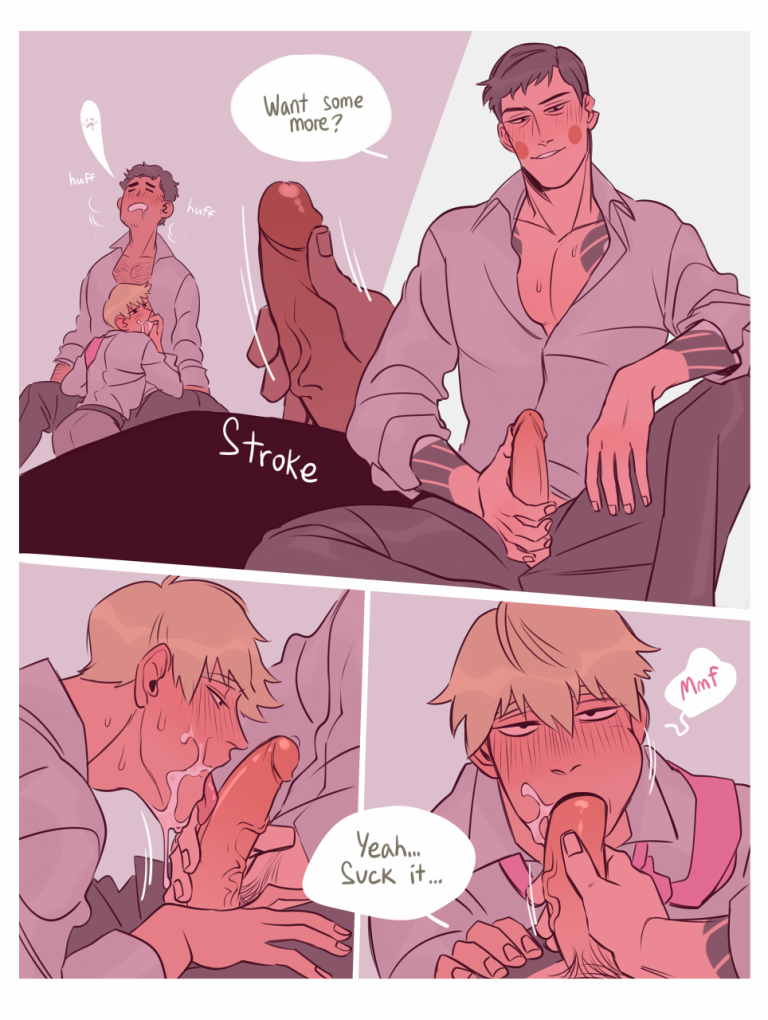 Want some
more?
huff
huff
Stroke
Mmf
Yeah...
Suck it...